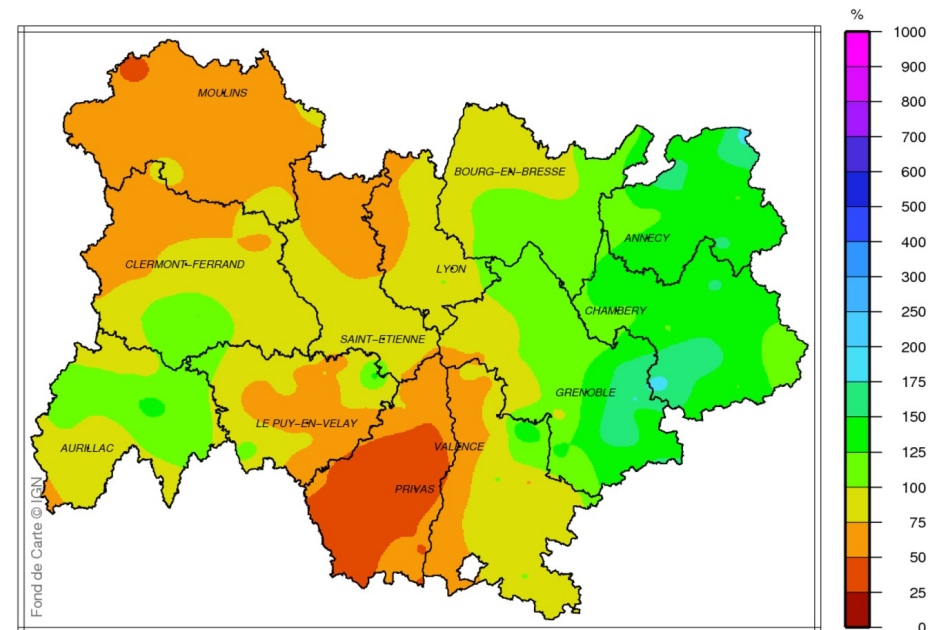 %
1000
900
800
700
600
500
400
300
250
200
175
150
125
100
75
50
25
0
MOULINS
BOURG-EN-BRESSE
ANNECY
CLERMONT-FERRAND
LYON
CHAMBERY
SAINT-ETIENNE
GRENOBLE
LE PUY-EN-VELAY
AURILLAC
VALENCE
PRIVAS
Fond de Carte © IGN